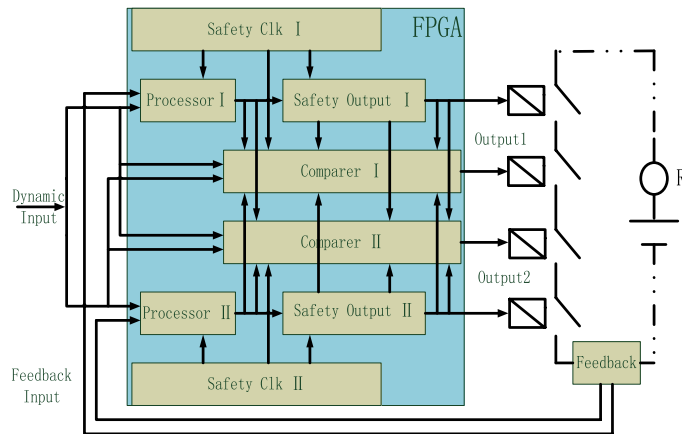 Safety Clk Ⅰ
FPGA
Processor Ⅰ
Safety Output Ⅰ
Output1
Comparer Ⅰ
R
Dynamic
Input
Comparer Ⅱ
Output2
Processor Ⅱ
Safety Output Ⅱ
Feedback
Input
Feedback
Safety Clk Ⅱ